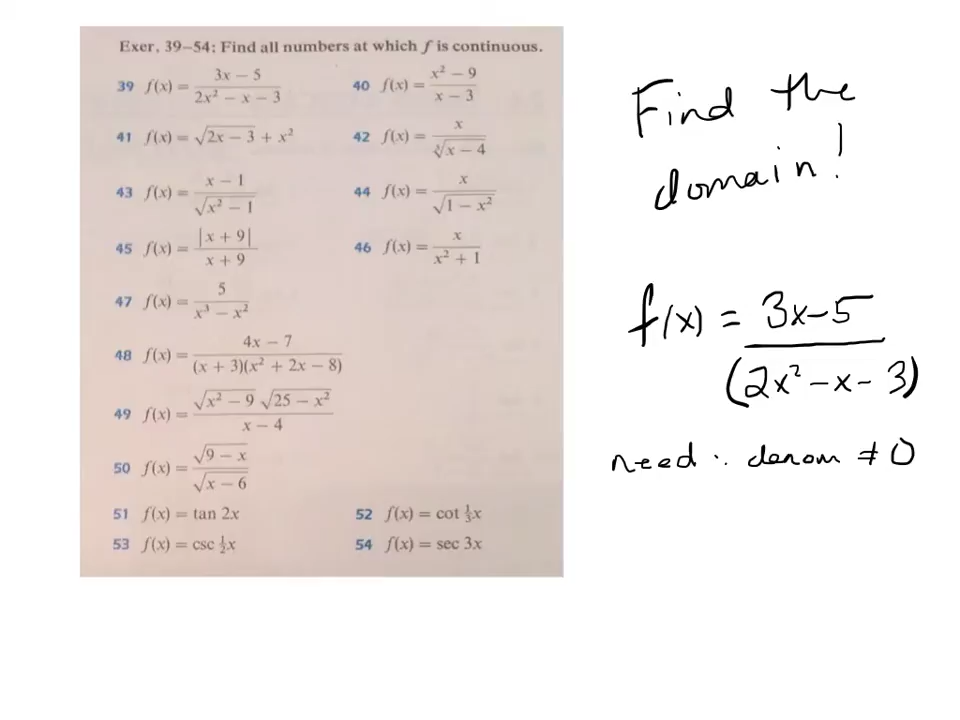 Exer. 39–54: Find all numbers at which f is continuous.
39 f(x) = (3x − 5)/(2x² − x − 3)
40 f(x) = (x² − 9)/(x − 3)
41 f(x) = √(2x − 3) + x²
42 f(x) = x/∛(x − 4)
43 f(x) = (x − 1)/√(x² − 1)
44 f(x) = x/√(1 − x²)
45 f(x) = |x + 9|/(x + 9)
46 f(x) = x/(x² + 1)
47 f(x) = 5/(x³ − x²)
48 f(x) = (4x − 7)/((x + 3)(x² + 2x − 8))
49 f(x) = √(x² − 9) √(25 − x²)/(x − 4)
50 f(x) = √(9 − x)/√(x − 6)
51 f(x) = tan 2x
52 f(x) = cot ⅓x
53 f(x) = csc ½x
54 f(x) = sec 3x
Find the
domain!
f(x) = 3x−5
(2x² − x − 3)
need : denom ≠ 0